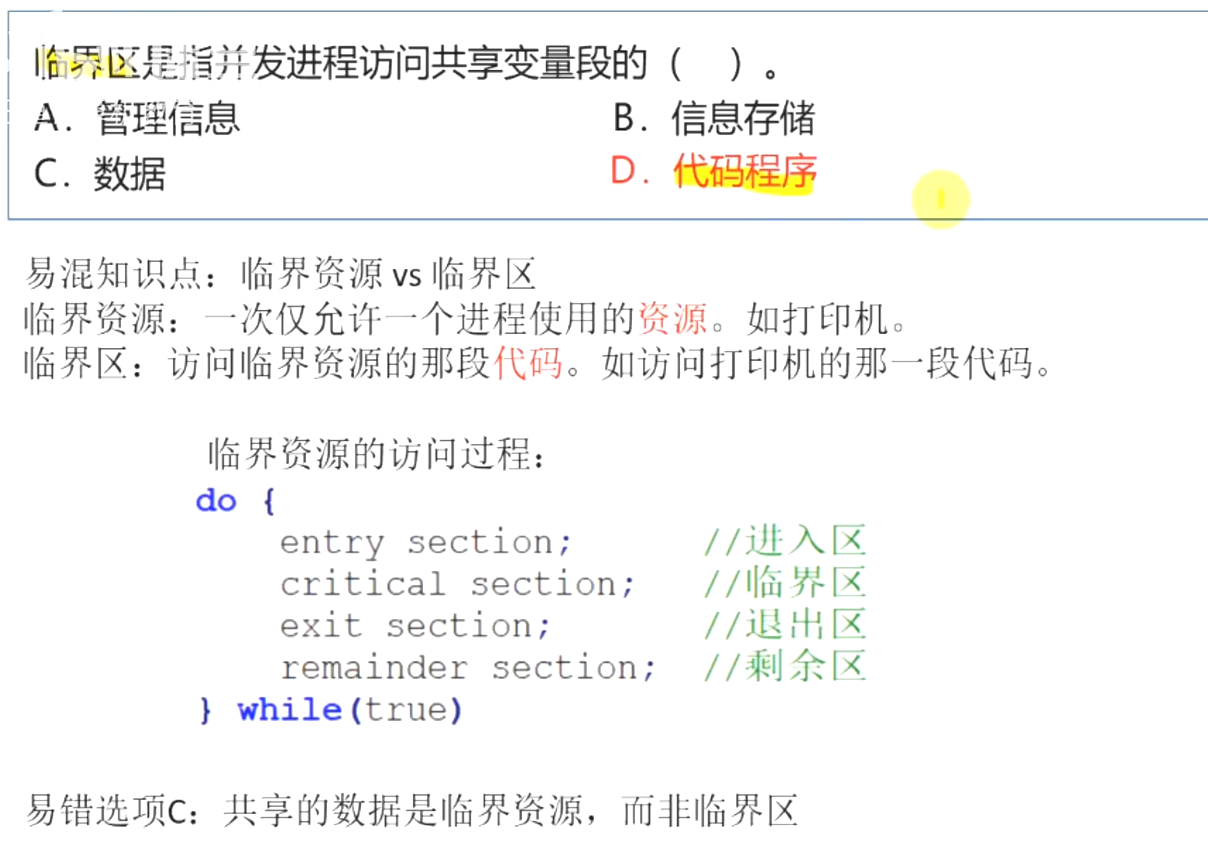 临界区是指并发进程访问共享变量段的（ ）。
A. 管理信息 B. 信息存储
C. 数据 D. 代码程序
易混知识点：临界资源 vs 临界区
临界资源：一次仅允许一个进程使用的资源。如打印机。
临界区：访问临界资源的那段代码。如访问打印机的那一段代码。
临界资源的访问过程：
do {
entry section; //进入区
critical section; //临界区
exit section; //退出区
remainder section; //剩余区
} while(true)
易错选项C：共享的数据是临界资源，而非临界区